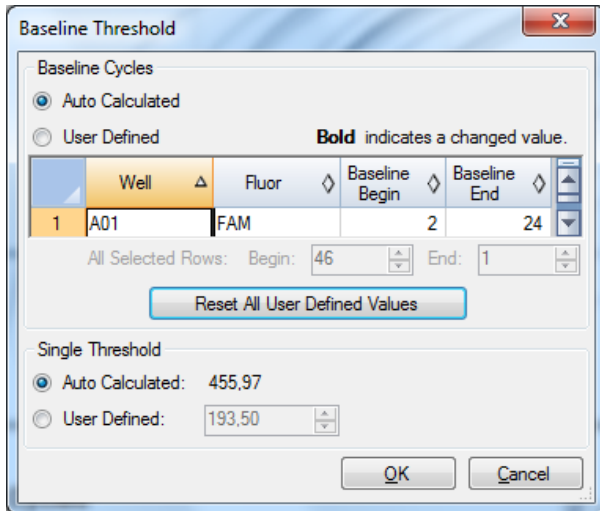 Baseline Threshold
Baseline Cycles
Auto Calculated
User Defined
Bold indicates a changed value.
Well Fluor Baseline Begin Baseline End
1 A01 FAM 2 24
All Selected Rows: Begin: 46 End: 1
Reset All User Defined Values
Single Threshold
Auto Calculated: 455,97
User Defined: 193,50
OK Cancel